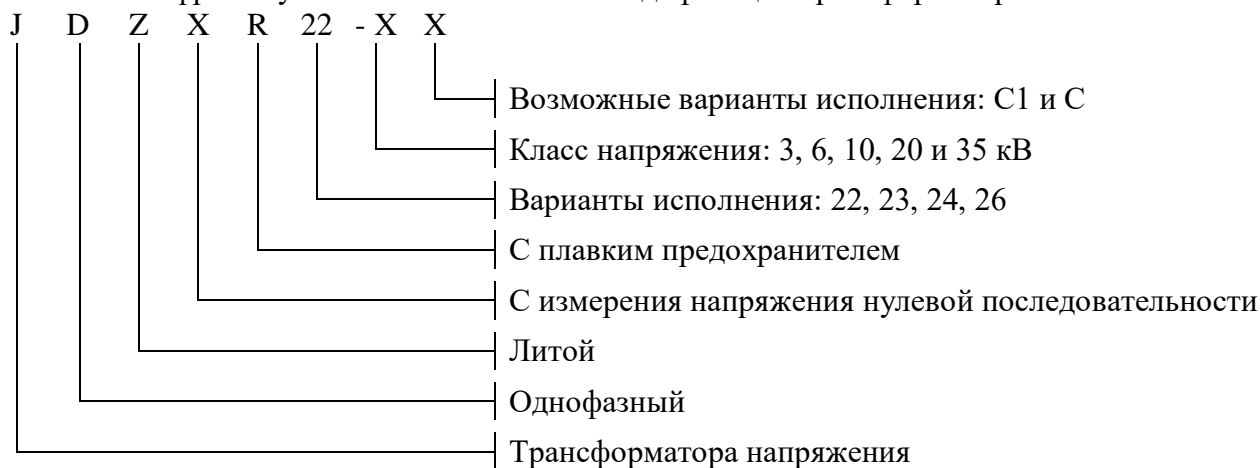 J D Z X R 22 - X X
Возможные варианты исполнения: С1 и С
Класс напряжения: 3, 6, 10, 20 и 35 кВ
Варианты исполнения: 22, 23, 24, 26
С плавким предохранителем
С измерения напряжения нулевой последовательности
Литой
Однофазный
Трансформатора напряжения